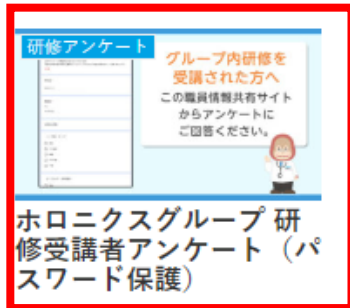 研修アンケート
グループ内研修を
受講された方へ
この職員情報共有サイト
からアンケートに
ご回答ください。
ホロニクスグループ 研
修受講者アンケート（パ
スワード保護）